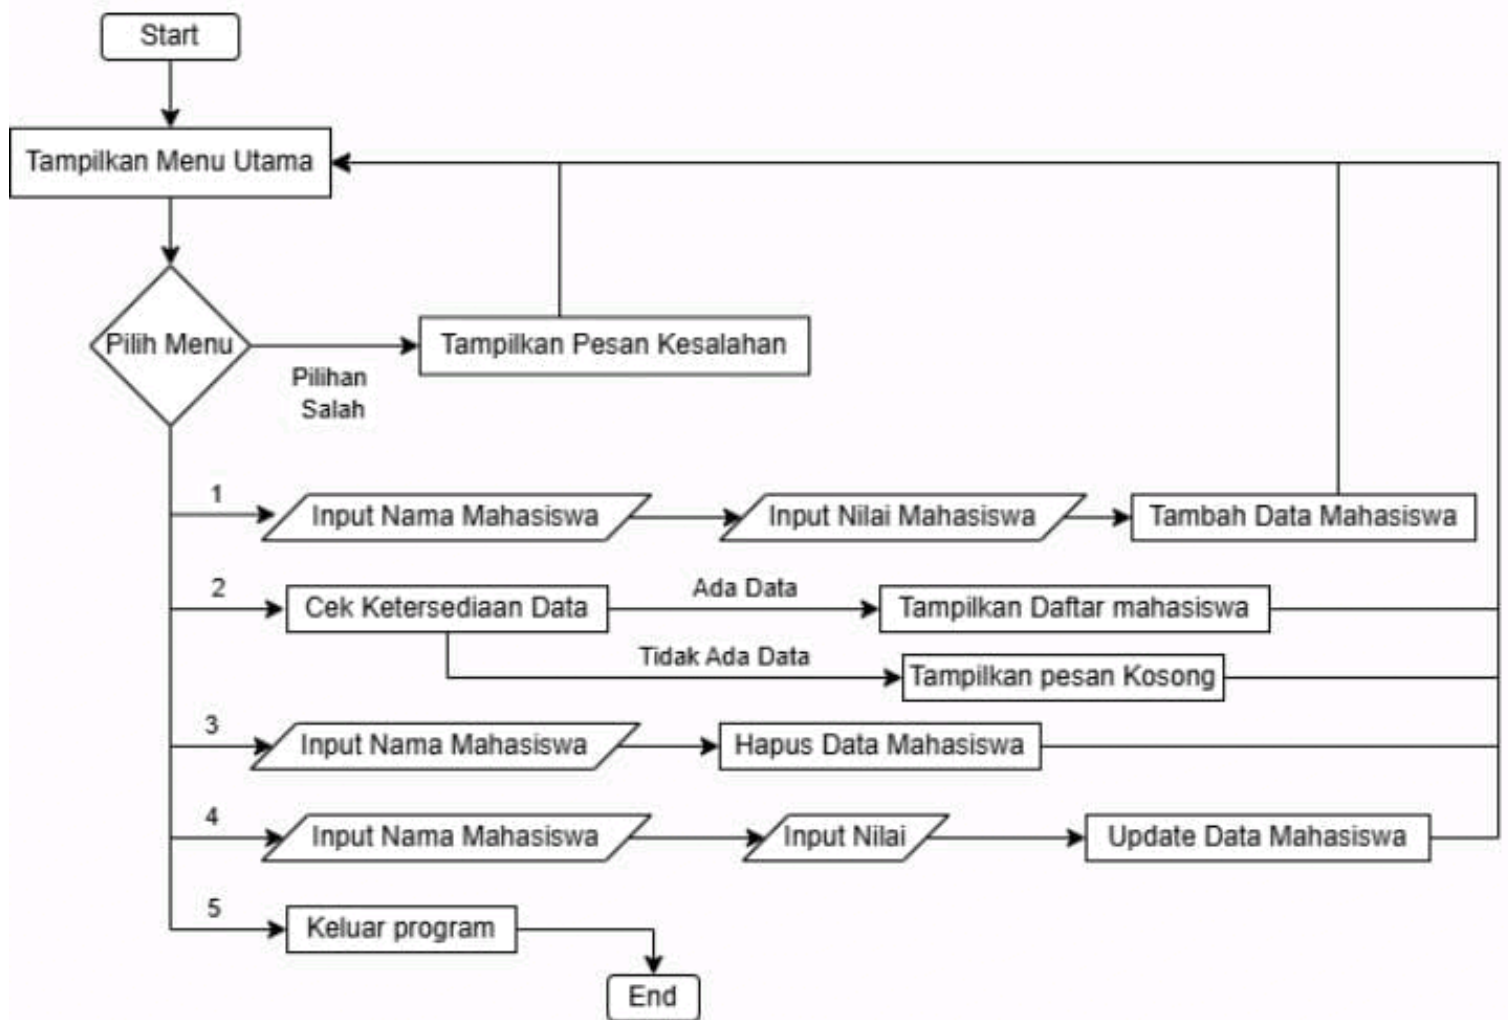 Start
Tampilkan Menu Utama
Pilih Menu
Tampilkan Pesan Kesalahan
Pilihan
Salah
1
Input Nama Mahasiswa
Input Nilai Mahasiswa
Tambah Data Mahasiswa
2
Cek Ketersediaan Data
Ada Data
Tampilkan Daftar mahasiswa
Tidak Ada Data
Tampilkan pesan Kosong
3
Input Nama Mahasiswa
Hapus Data Mahasiswa
4
Input Nama Mahasiswa
Input Nilai
Update Data Mahasiswa
5
Keluar program
End